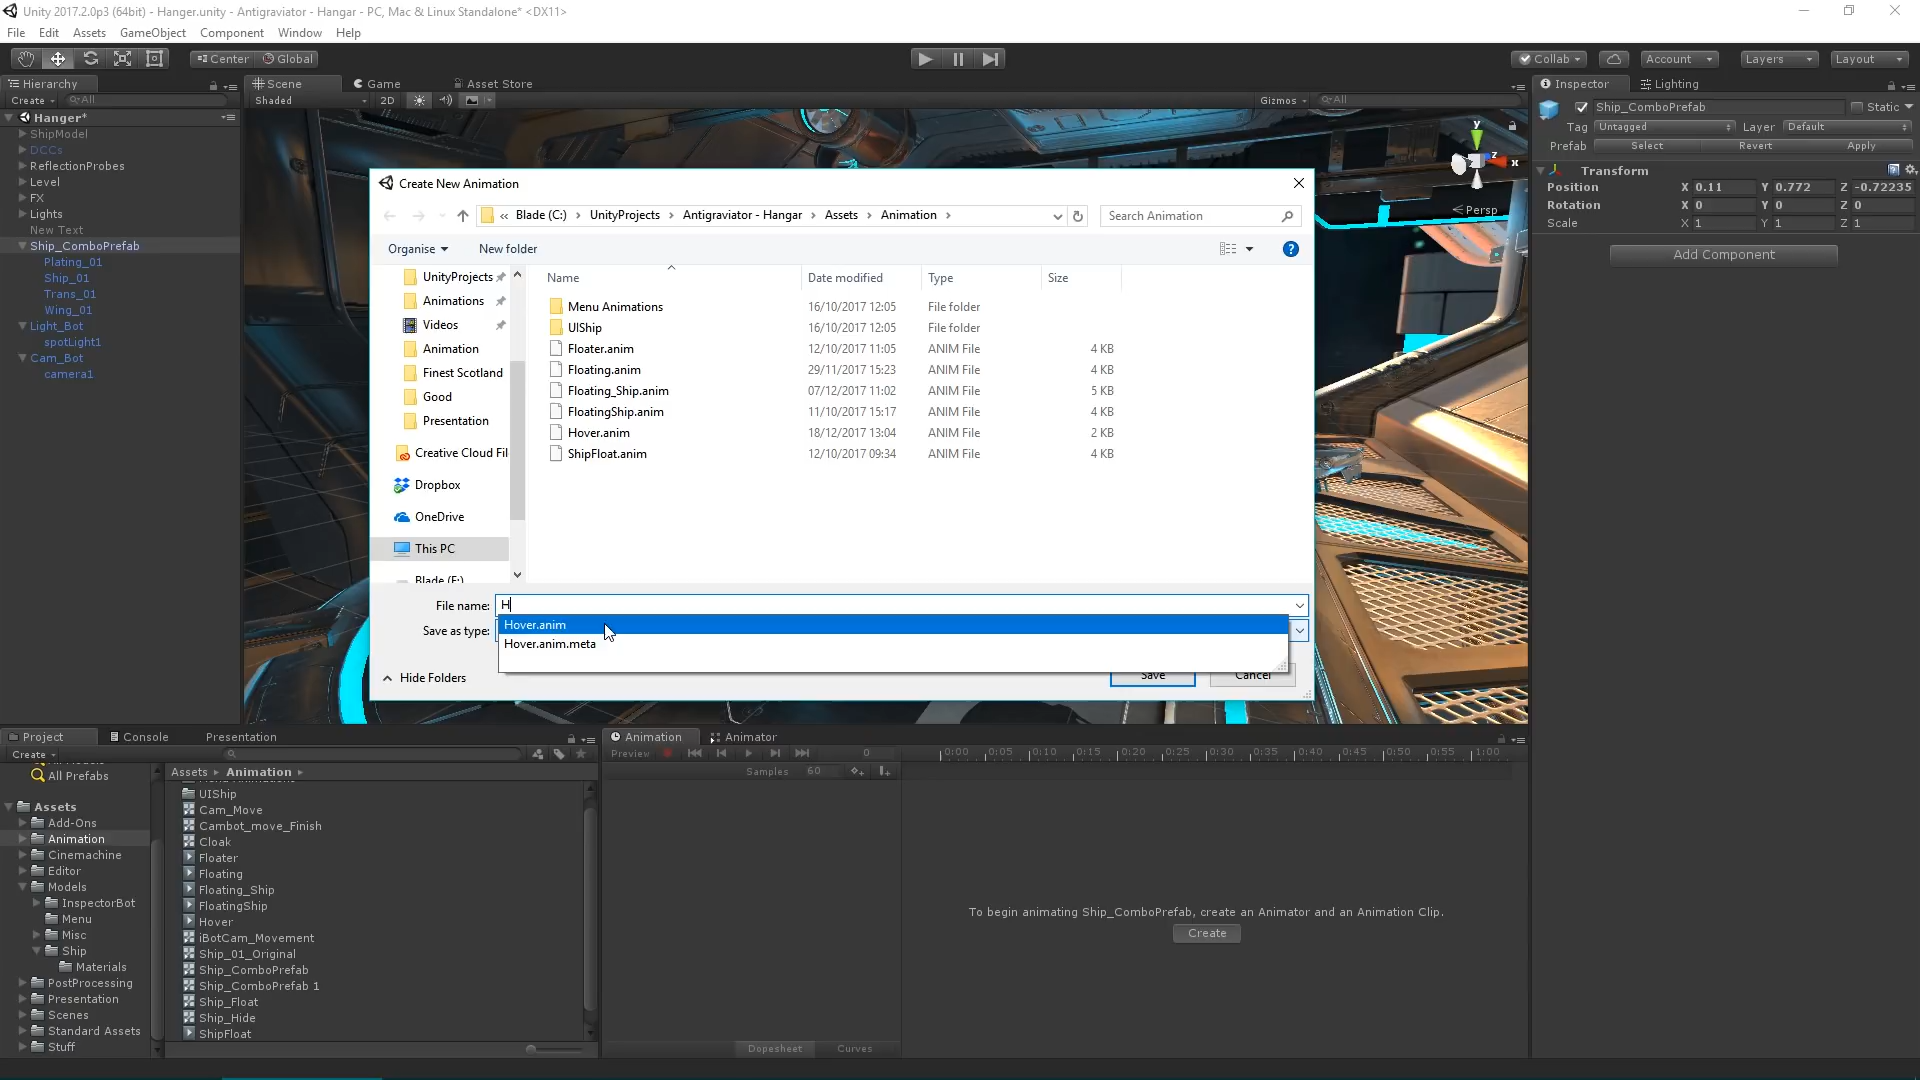 Unity 2017.2.0p3 (64bit) - Hanger.unity - Antigraviator - Hangar - PC, Mac & Linux Standalone* <DX11>
File Edit Assets GameObject Component Window Help
Center Global
Collab Account Layers Layout
Hierarchy
Create All
Hanger*
ShipModel
DCCs
ReflectionProbes
Level
FX
Lights
New Text
Ship_ComboPrefab
Plating_01
Ship_01
Trans_01
Wing_01
Light_Bot
spotLight1
Cam_Bot
camera1
Scene Game Asset Store
Shaded 2D Gizmos All
y
z x
Persp
Create New Animation
« Blade (C:) › UnityProjects › Antigraviator - Hangar › Assets › Animation ›
Search Animation
Organise New folder
UnityProjects
Animations
Videos
Animation
Finest Scotland
Good
Presentation
Creative Cloud Fil
Dropbox
OneDrive
This PC
Blade (F:)
Name Date modified Type Size
Menu Animations 16/10/2017 12:05 File folder
UIShip 16/10/2017 12:05 File folder
Floater.anim 12/10/2017 11:05 ANIM File 4 KB
Floating.anim 29/11/2017 15:23 ANIM File 4 KB
Floating_Ship.anim 07/12/2017 11:02 ANIM File 5 KB
FloatingShip.anim 11/10/2017 15:17 ANIM File 4 KB
Hover.anim 18/12/2017 13:04 ANIM File 2 KB
ShipFloat.anim 12/10/2017 09:34 ANIM File 4 KB
File name: H
Save as type:
Hover.anim
Hover.anim.meta
Hide Folders
Save Cancel
Inspector Lighting
Ship_ComboPrefab Static
Tag Untagged Layer Default
Prefab Select Revert Apply
Transform
Position X 0.11 Y 0.772 Z -0.72235
Rotation X 0 Y 0 Z 0
Scale X 1 Y 1 Z 1
Add Component
Project Console Presentation
Create
All Prefabs
Assets
Add-Ons
Animation
Cinemachine
Editor
Models
InspectorBot
Menu
Misc
Ship
Materials
PostProcessing
Presentation
Scenes
Standard Assets
Stuff
Assets Animation
UIShip
Cam_Move
Cambot_move_Finish
Cloak
Floater
Floating
Floating_Ship
FloatingShip
Hover
iBotCam_Movement
Ship_01_Original
Ship_ComboPrefab
Ship_ComboPrefab 1
Ship_Float
Ship_Hide
ShipFloat
Animation Animator
Preview 0
Samples 60
0:00 0:05 0:10 0:15 0:20 0:25 0:30 0:35 0:40 0:45 0:50 0:55 1:00
To begin animating Ship_ComboPrefab, create an Animator and an Animation Clip.
Create
Dopesheet Curves